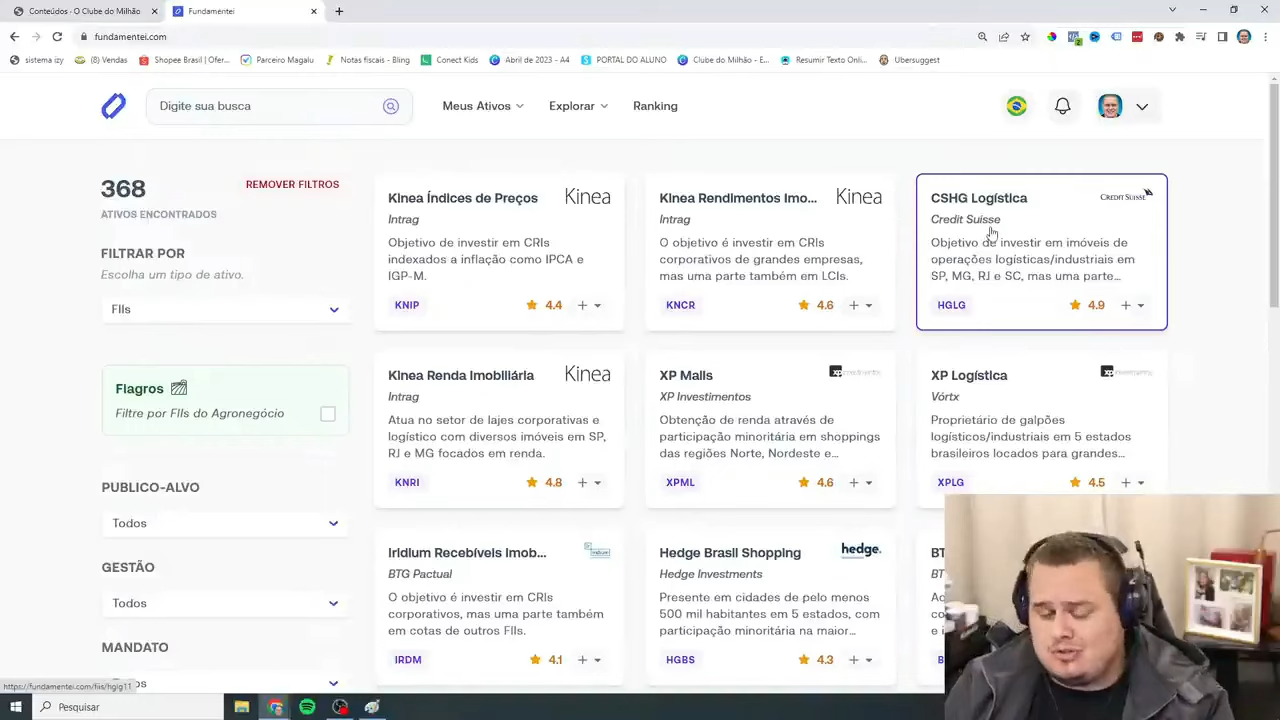 Conteúdos - O Clube do Milhão
Fundamentei
fundamentei.com
sistema izy
(8) Vendas
Shopee Brasil | Ofer...
Parceiro Magalu
Notas fiscais - Bling
Conect Kids
Abril de 2023 - A4
PORTAL DO ALUNO
Clube do Milhão - E...
Resumir Texto Onli...
Ubersuggest
Digite sua busca
Meus Ativos
Explorar
Ranking
368
REMOVER FILTROS
ATIVOS ENCONTRADOS
FILTRAR POR
Escolha um tipo de ativo.
FIIs
Fiagros
Filtre por FIIs do Agronegócio
PUBLICO-ALVO
Todos
GESTÃO
Todos
MANDATO
Kinea Índices de Preços
Kinea
Intrag
Objetivo de investir em CRIs
indexados a inflação como IPCA e
IGP-M.
KNIP
4.4
Kinea Rendimentos Imo...
Kinea
Intrag
O objetivo é investir em CRIs
corporativos de grandes empresas,
mas uma parte também em LCIs.
KNCR
4.6
CSHG Logística
CREDIT SUISSE
Credit Suisse
Objetivo de investir em imóveis de
operações logísticas/industriais em
SP, MG, RJ e SC, mas uma parte...
HGLG
4.9
Kinea Renda Imobiliária
Kinea
Intrag
Atua no setor de lajes corporativas e
logístico com diversos imóveis em SP,
RJ e MG focados em renda.
KNRI
4.8
XP Malls
XP Investimentos
Obtenção de renda através de
participação minoritária em shoppings
das regiões Norte, Nordeste e...
XPML
4.6
XP Logística
Vórtx
Proprietário de galpões
logísticos/industriais em 5 estados
brasileiros locados para grandes...
XPLG
4.5
Iridium Recebíveis Imob...
BTG Pactual
O objetivo é investir em CRIs
corporativos, mas uma parte também
em cotas de outros FIIs.
IRDM
4.1
Hedge Brasil Shopping
hedge.
Hedge Investments
Presente em cidades de pelo menos
500 mil habitantes em 5 estados, com
participação minoritária na maior...
HGBS
4.3
https://fundamentei.com/fiis/hglg11
Pesquisar